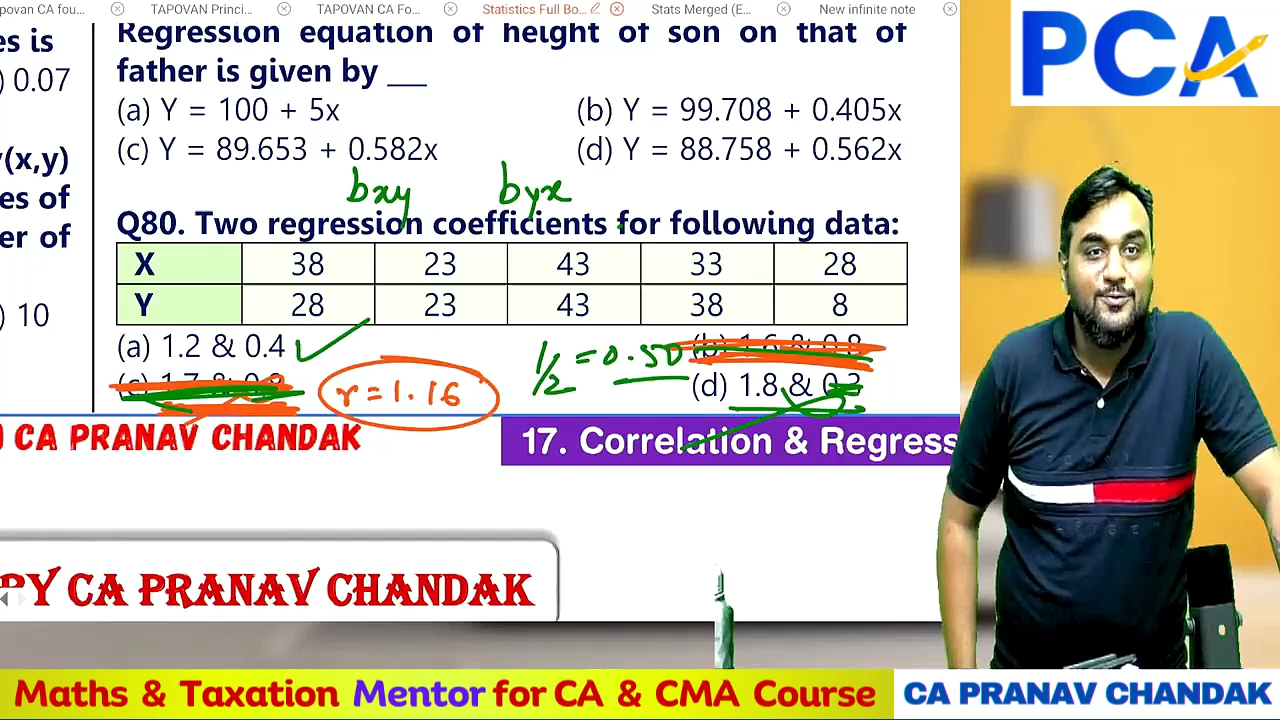 povan CA fou... TAPOVAN Princi... TAPOVAN CA Fo... Statistics Full Bo... Stats Merged (E... New infinite note
es is
) 0.07
v(x,y)
es of
er of
) 10
Regression equation of height of son on that of
father is given by ___
(a) Y = 100 + 5x (b) Y = 99.708 + 0.405x
(c) Y = 89.653 + 0.582x (d) Y = 88.758 + 0.562x
bxy byx
Q80. Two regression coefficients for following data:
X 38 23 43 33 28
Y 28 23 43 38 8
(a) 1.2 & 0.4 1/2 = 0.50 (b) 1.6 & 0.8
r = 1.16 (d) 1.8 &
CA PRANAV CHANDAK 17. Correlation & Regress
BY CA PRANAV CHANDAK
PCA
Maths & Taxation Mentor for CA & CMA Course CA PRANAV CHANDAK